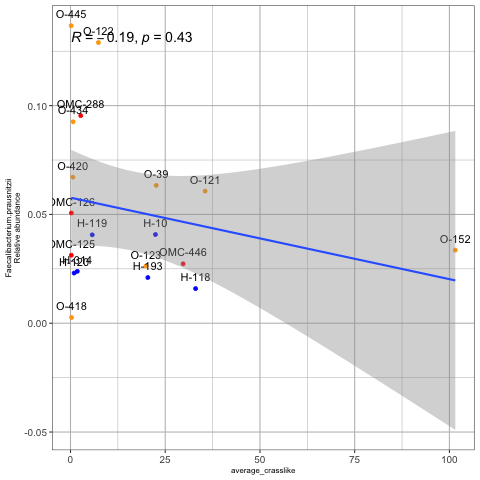 O-445
O-122
R = −0.19, p = 0.43
OMC-288
O-434
0.10
O-420
O-39
O-121
OMC-126
0.05
H-119
H-10
O-152
OMC-125
O-123
OMC-446
H-193
H-118
O-418
0.00
-0.05
0
25
50
75
100
average_crasslike
Faecalibacterium.prausnitzii
Relative abundance